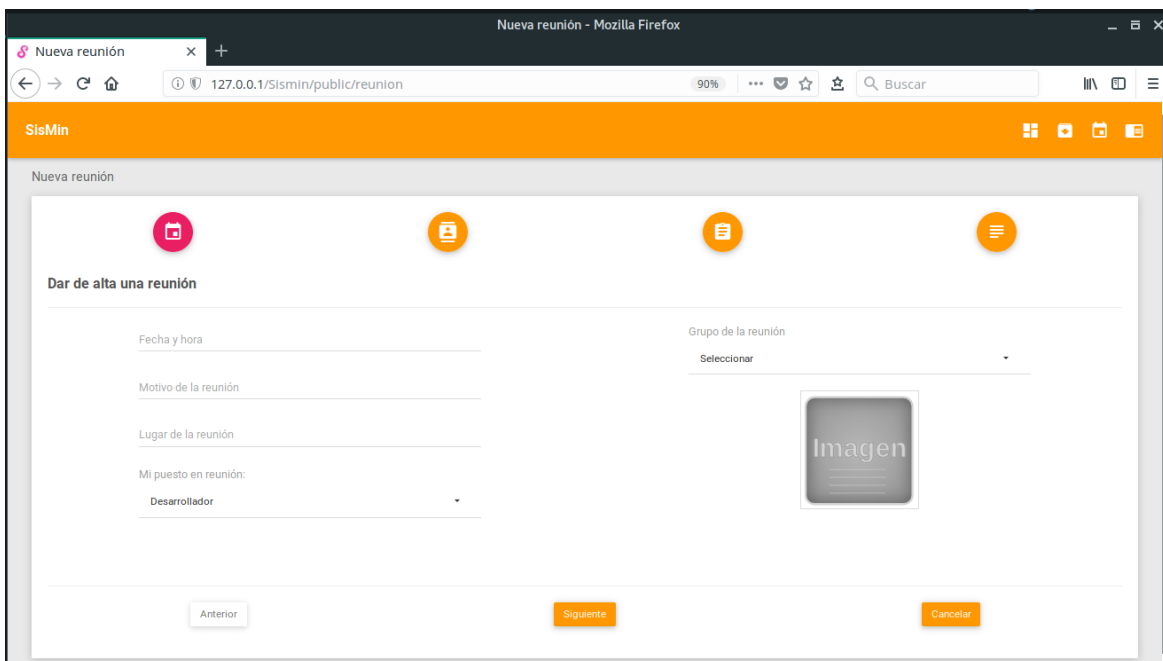 Nueva reunión - Mozilla Firefox
Nueva reunión
127.0.0.1/Sismin/public/reunion
90%
Buscar
SisMin
Nueva reunión
Dar de alta una reunión
Fecha y hora
Motivo de la reunión
Lugar de la reunión
Mi puesto en reunión:
Desarrollador
Grupo de la reunión
Seleccionar
Imagen
Anterior
Siguiente
Cancelar